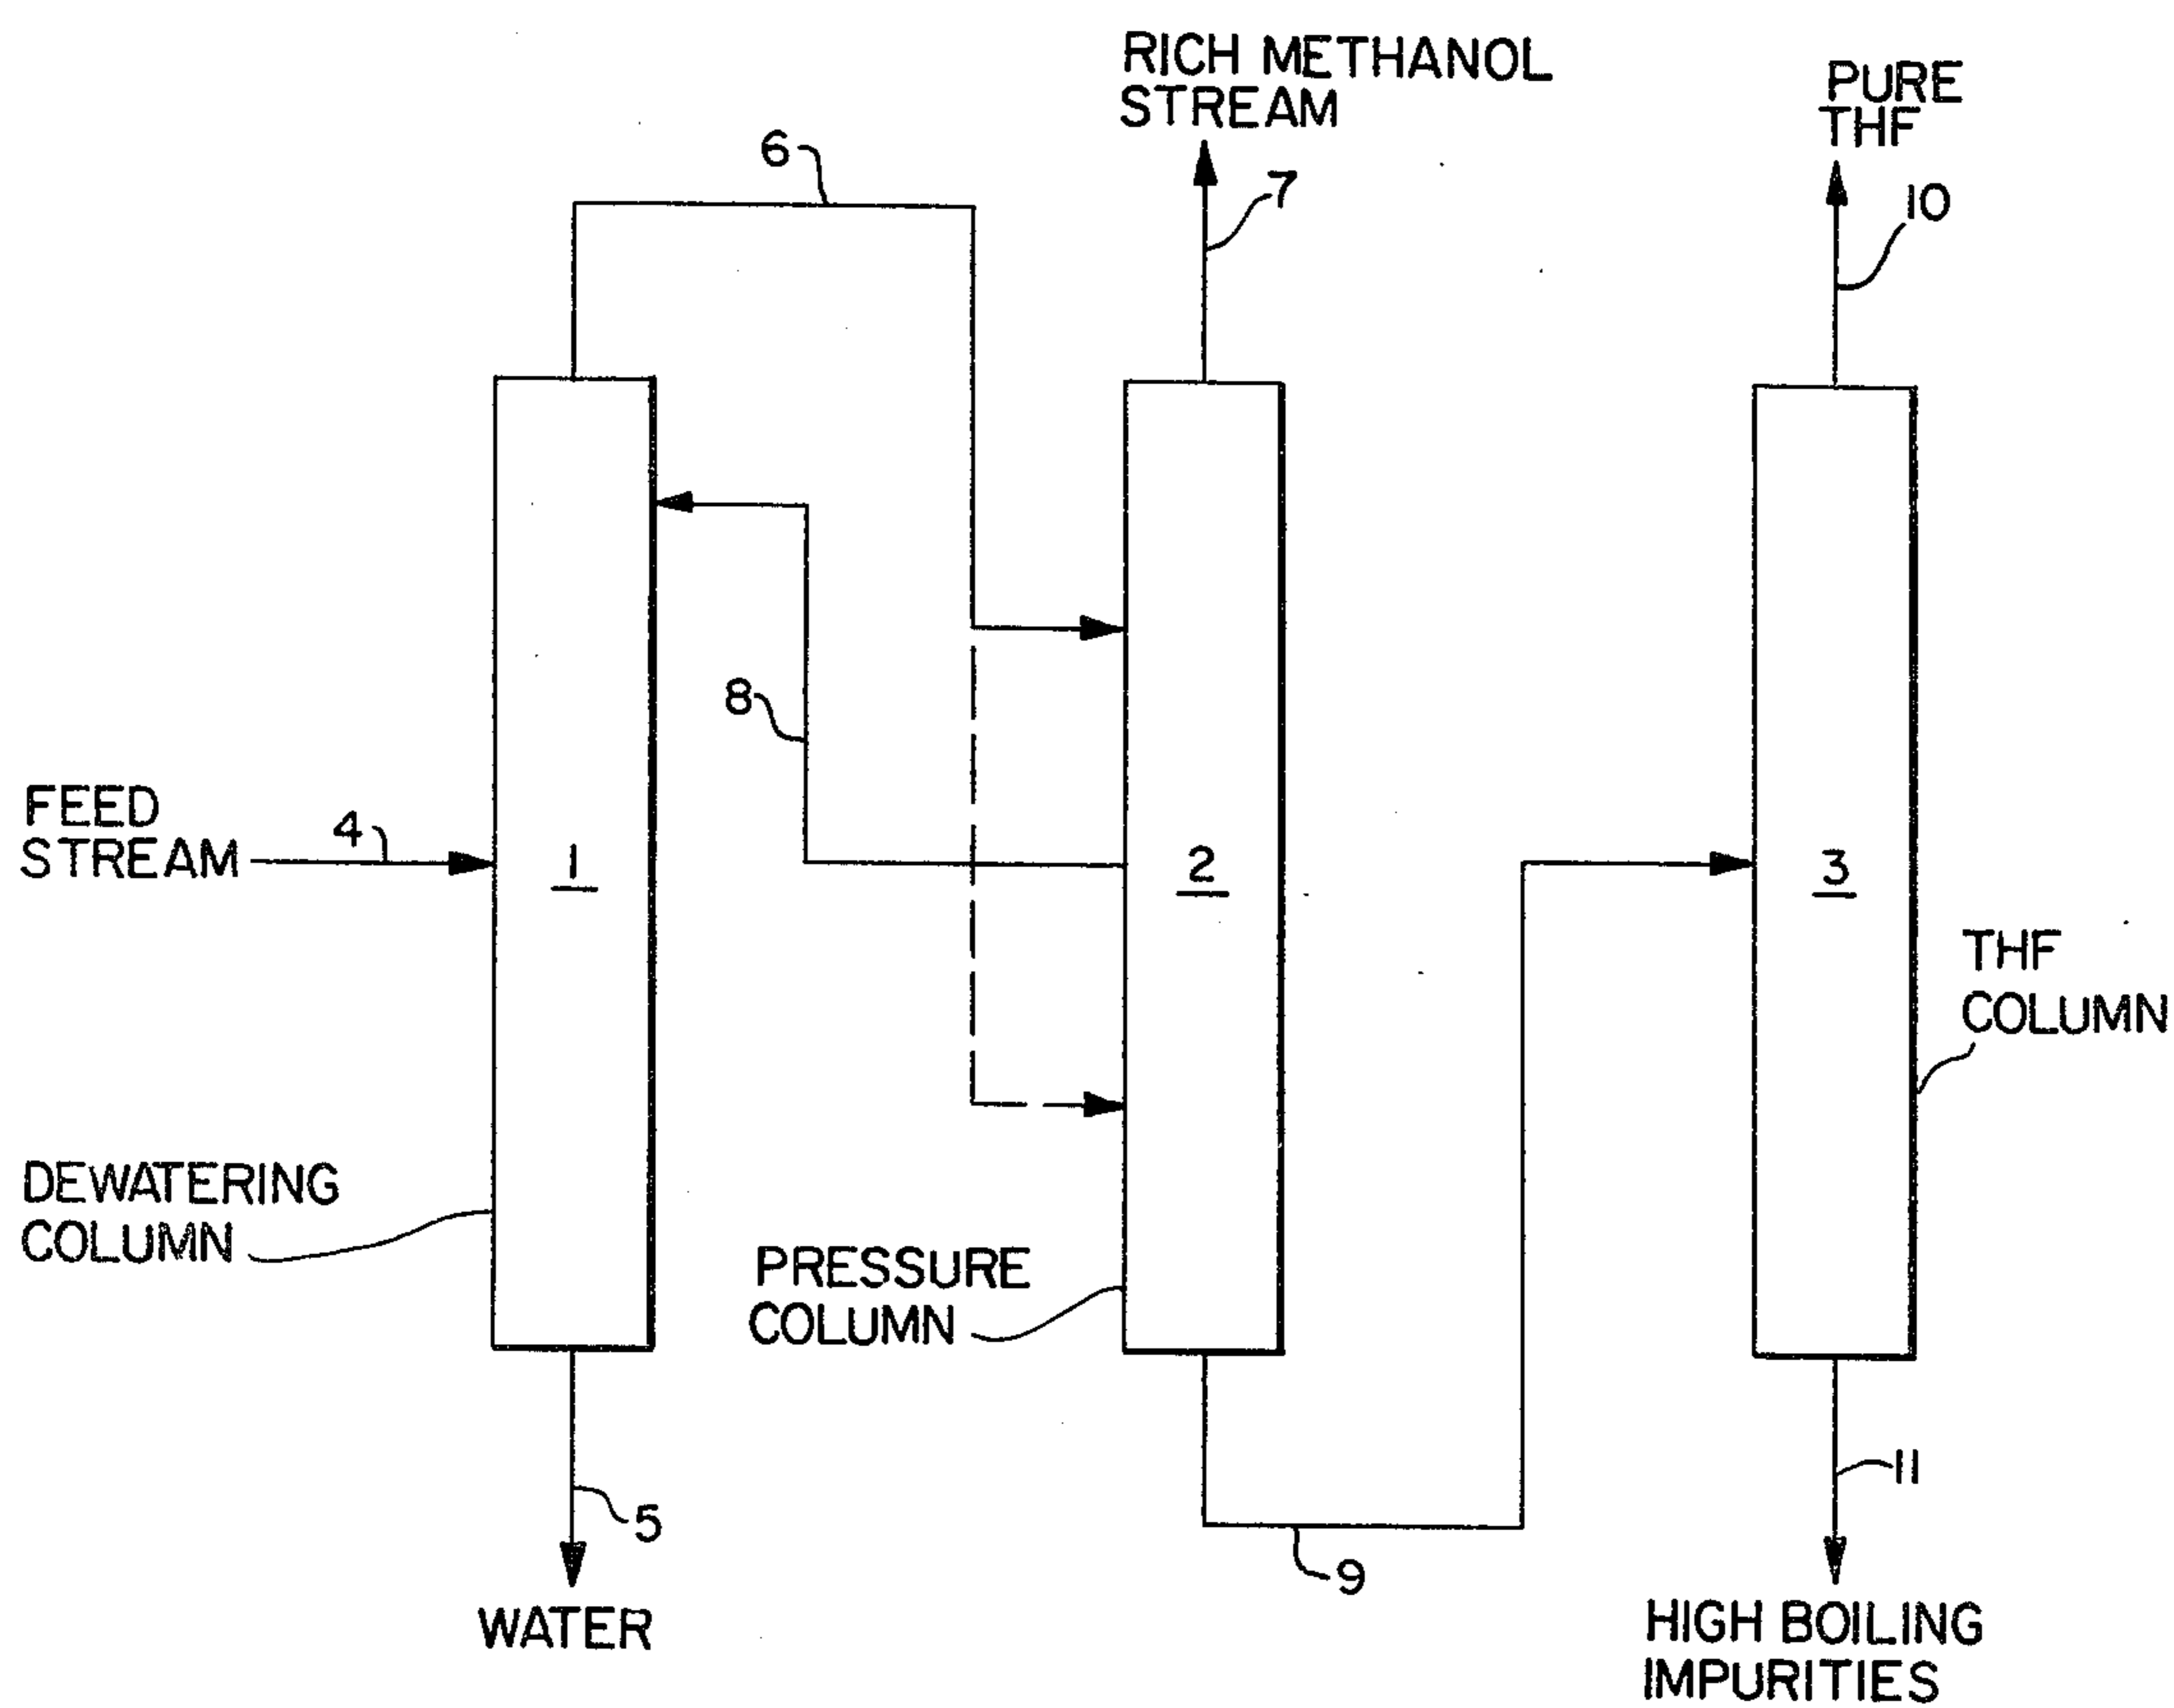 RICH METHANOL
STREAM
PURE
THF
6
7
10
8
FEED
STREAM
4
1
2
3
THF
COLUMN
DEWATERING
COLUMN
PRESSURE
COLUMN
5
9
11
WATER
HIGH BOILING
IMPURITIES